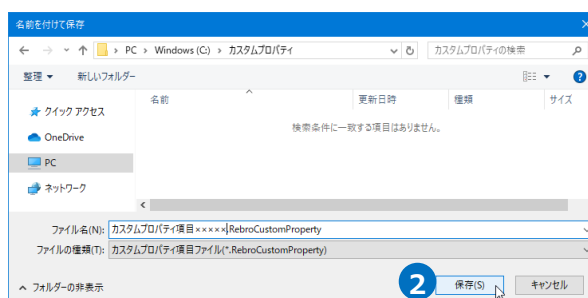 名前を付けて保存
PC › Windows (C:) › カスタムプロパティ
カスタムプロパティの検索
整理 新しいフォルダー
名前 更新日時 種類 サイズ
クイック アクセス
検索条件に一致する項目はありません。
OneDrive
PC
ネットワーク
ファイル名(N): カスタムプロパティ項目×××××.RebroCustomProperty
ファイルの種類(T): カスタムプロパティ項目ファイル(*.RebroCustomProperty)
フォルダーの非表示 2 保存(S) キャンセル